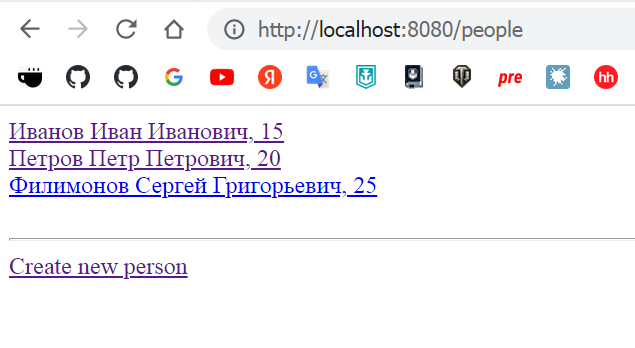 http://localhost:8080/people
G Я pre hh
Иванов Иван Иванович, 15
Петров Петр Петрович, 20
Филимонов Сергей Григорьевич, 25
Create new person